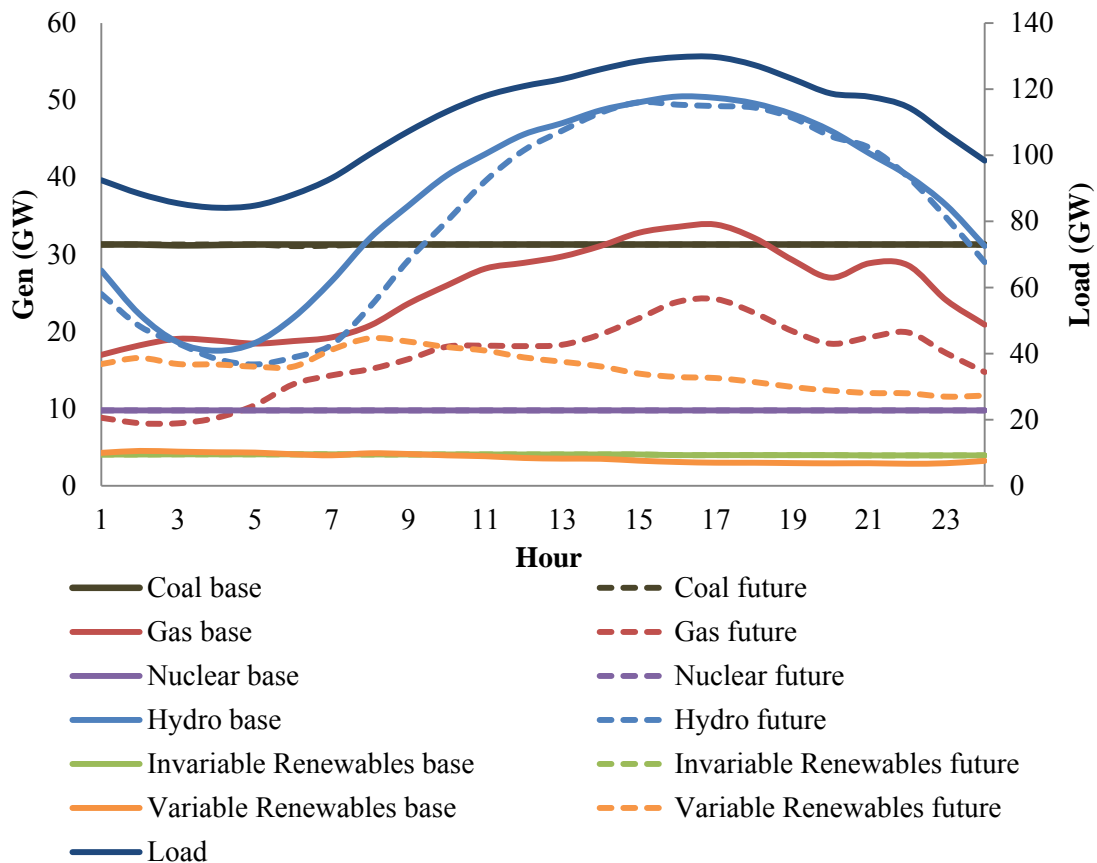 60
50
40
30
20
10
0
Gen (GW)
140
120
100
80
60
40
20
0
Load (GW)
1 3 5 7 9 11 13 15 17 19 21 23
Hour
Coal base
Coal future
Gas base
Gas future
Nuclear base
Nuclear future
Hydro base
Hydro future
Invariable Renewables base
Invariable Renewables future
Variable Renewables base
Variable Renewables future
Load